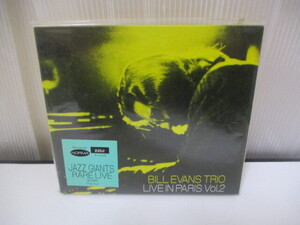 BILL EVANS TRIO
LIVE IN PARIS Vol.2
JAZZ GIANTS
RARE LIVE